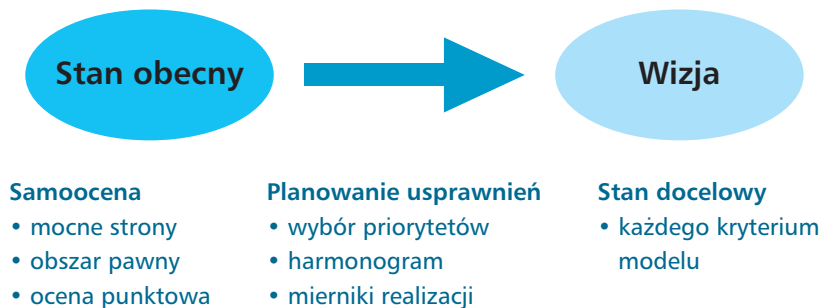 Stan obecny
Wizja
Samoocena
• mocne strony
• obszar pawny
• ocena punktowa
Planowanie usprawnień
• wybór priorytetów
• harmonogram
• mierniki realizacji
Stan docelowy
• każdego kryterium
modelu